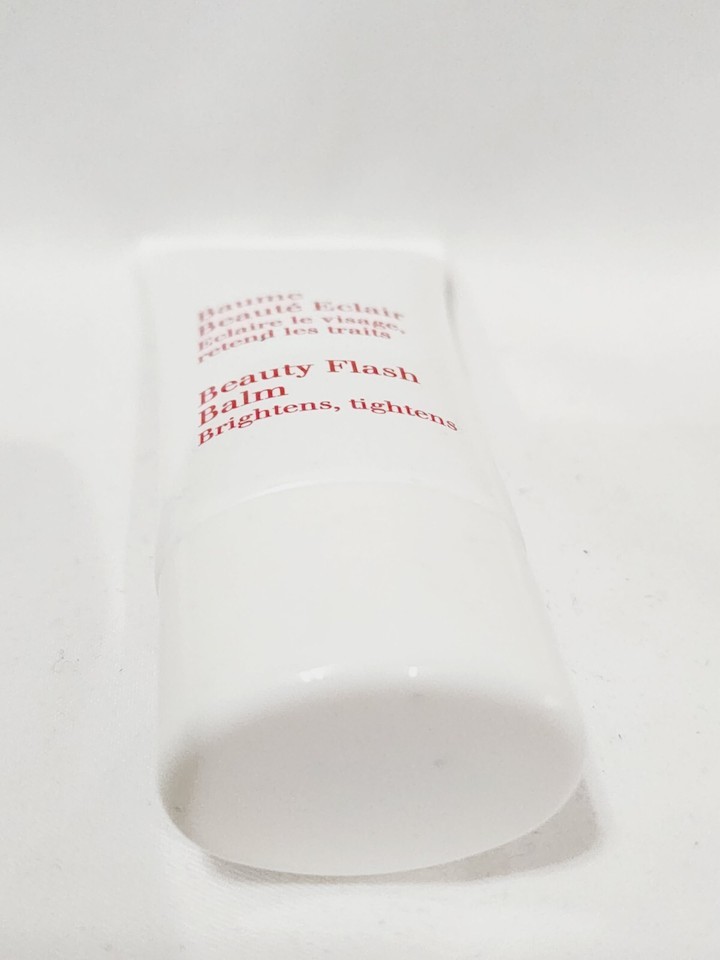 Baume
Beauté Eclair
Eclaire le visage,
retend les traits
Beauty Flash
Balm
Brightens, tightens